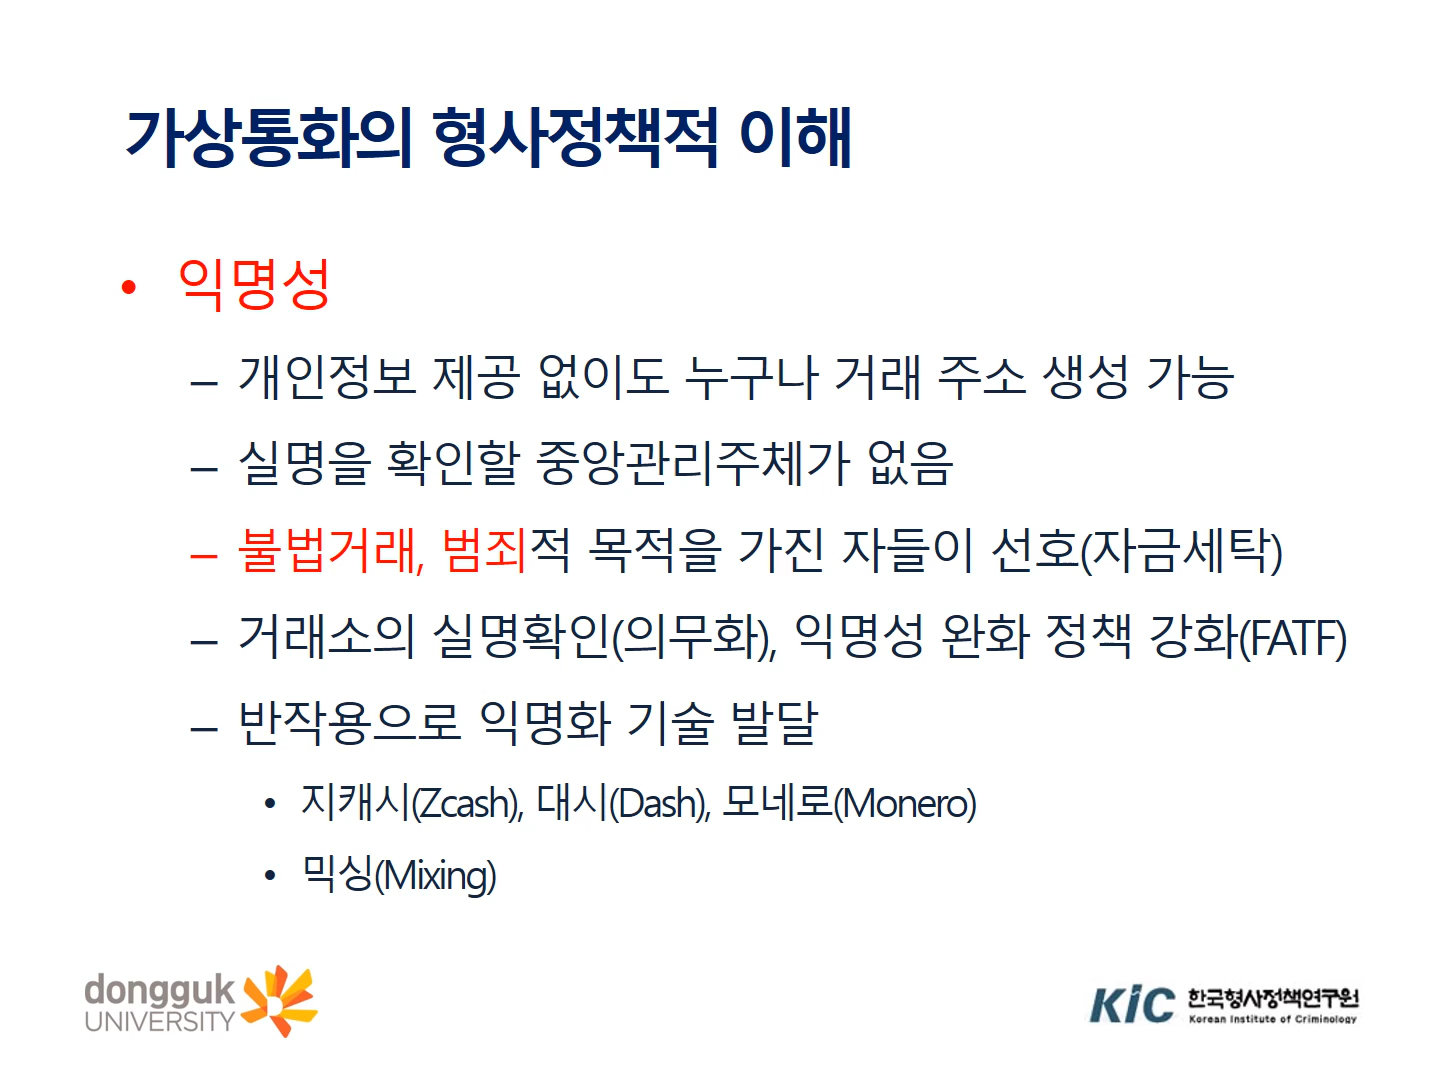 가상통화의 형사정책적 이해
• 익명성
– 개인정보 제공 없이도 누구나 거래 주소 생성 가능
– 실명을 확인할 중앙관리주체가 없음
– 불법거래, 범죄적 목적을 가진 자들이 선호(자금세탁)
– 거래소의 실명확인(의무화), 익명성 완화 정책 강화(FATF)
– 반작용으로 익명화 기술 발달
• 지캐시(Zcash), 대시(Dash), 모네로(Monero)
• 믹싱(Mixing)
dongguk
UNIVERSITY
KiC 한국형사정책연구원
Korean Institute of Criminology